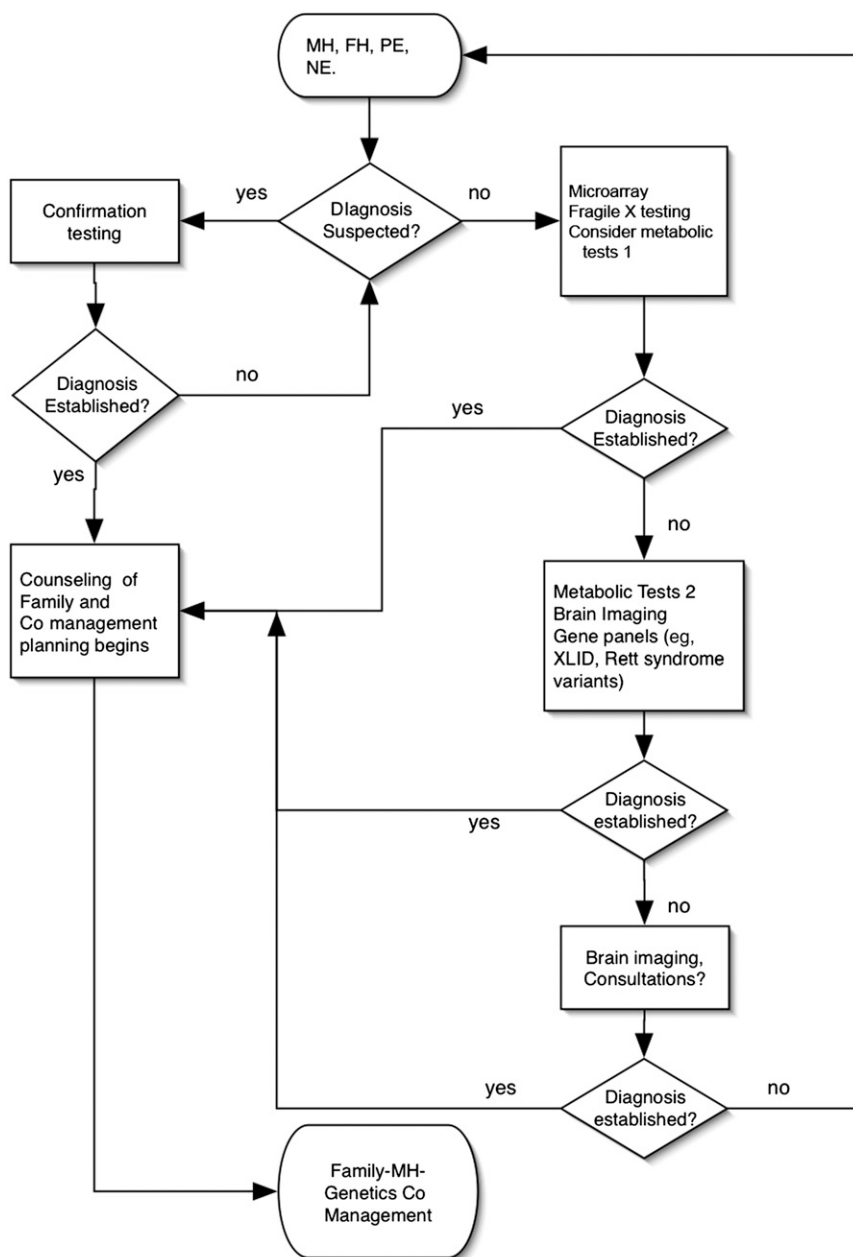 MH, FH, PE,
NE.
yes
no
Confirmation
testing
DIagnosis
Suspected?
Microarray
Fragile X testing
Consider metabolic
tests 1
Diagnosis
Established?
no
yes
yes
Diagnosis
Established?
no
Counseling of
Family and
Co management
planning begins
Metabolic Tests 2
Brain Imaging
Gene panels (eg,
XLID, Rett syndrome
variants)
Diagnosis
established?
yes
no
Brain imaging,
Consultations?
yes
Diagnosis
established?
no
Family-MH-
Genetics Co
Management